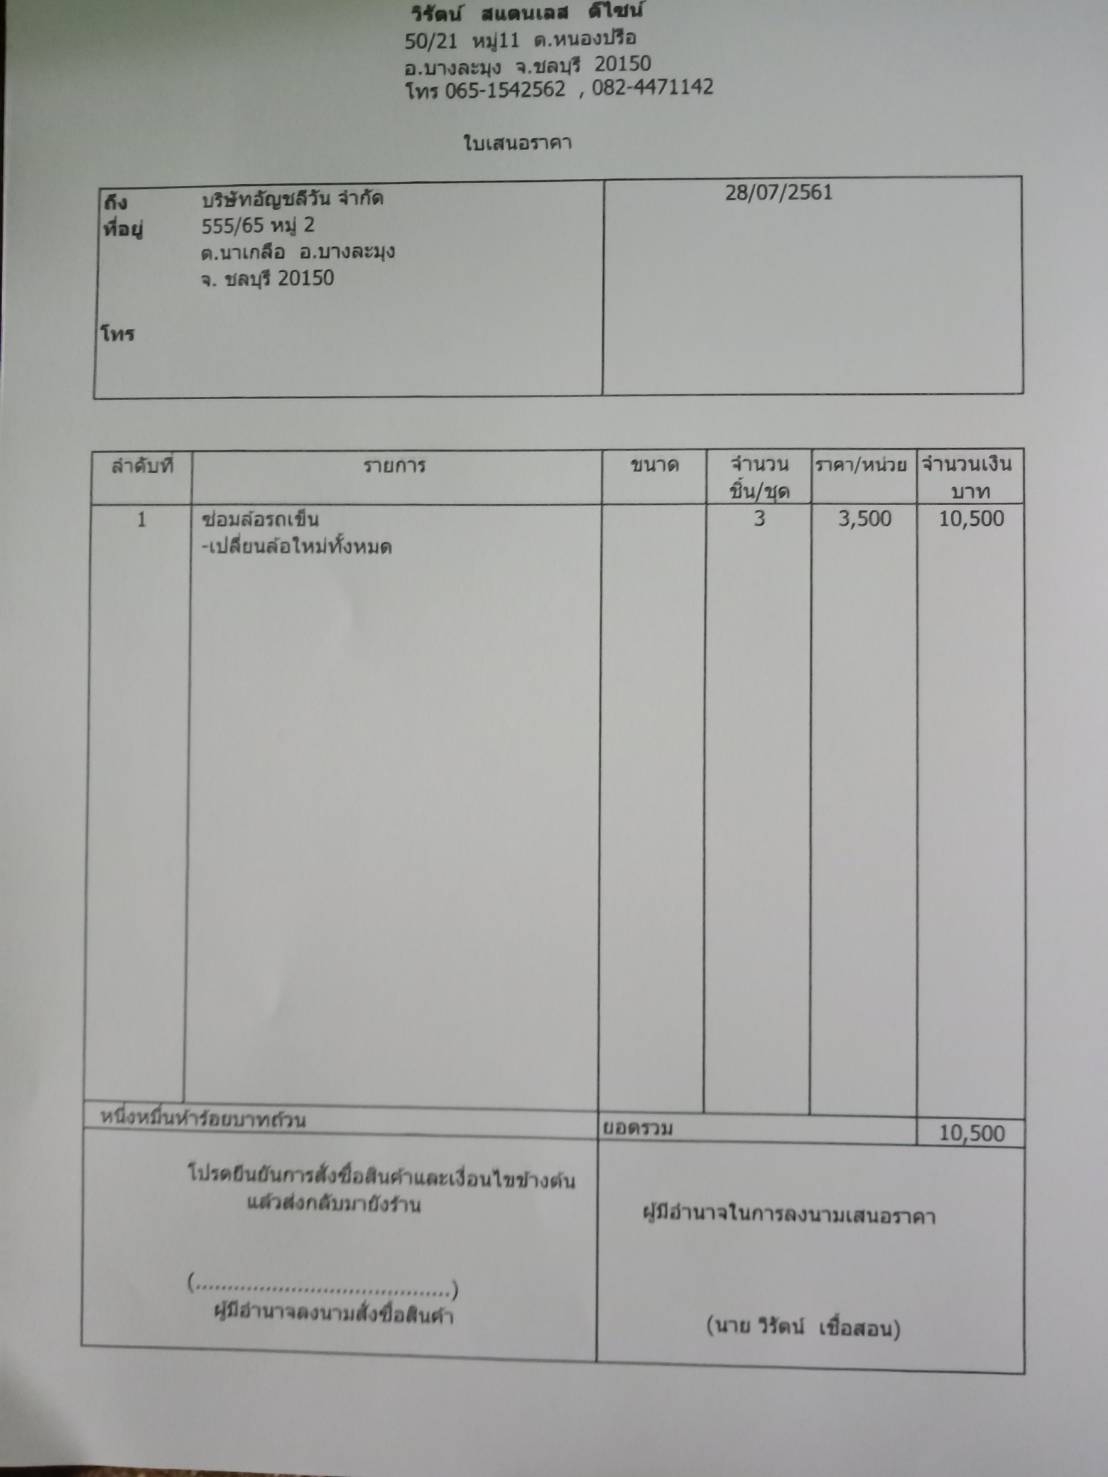 วิรัตน์ สแตนเลส ดีไซน์
50/21 หมู่11 ต.หนองปรือ
อ.บางละมุง จ.ชลบุรี 20150
โทร 065-1542562 , 082-4471142
ใบเสนอราคา
ถึง บริษัทอัญชลีวัน จำกัด 28/07/2561
ที่อยู่ 555/65 หมู่ 2
ต.นาเกลือ อ.บางละมุง
จ. ชลบุรี 20150
โทร
ลำดับที่ รายการ ขนาด จำนวน ราคา/หน่วย จำนวนเงิน
ชิ้น/ชุด บาท
1 ซ่อมล้อรถเข็น 3 3,500 10,500
-เปลี่ยนล้อใหม่ทั้งหมด
หนึ่งหมื่นห้าร้อยบาทถ้วน ยอดรวม 10,500
โปรดยืนยันการสั่งซื้อสินค้าและเงื่อนไขข้างต้น
แล้วส่งกลับมายังร้าน
ผู้มีอำนาจในการลงนามเสนอราคา
(........................................)
ผู้มีอำนาจลงนามสั่งซื้อสินค้า
(นาย วิรัตน์ เชื้อสอน)